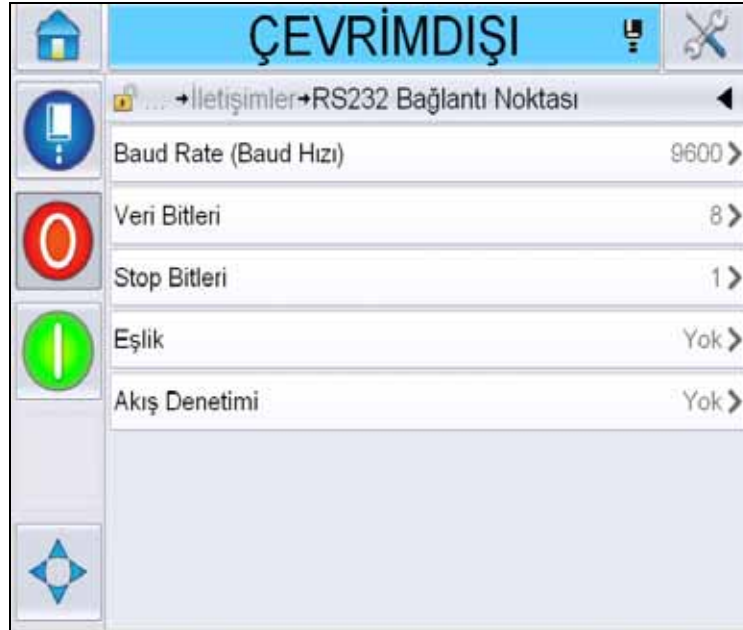 ÇEVRİMDIŞI
... →İletişimler→RS232 Bağlantı Noktası
Baud Rate (Baud Hızı) 9600
Veri Bitleri 8
Stop Bitleri 1
Eşlik Yok
Akış Denetimi Yok